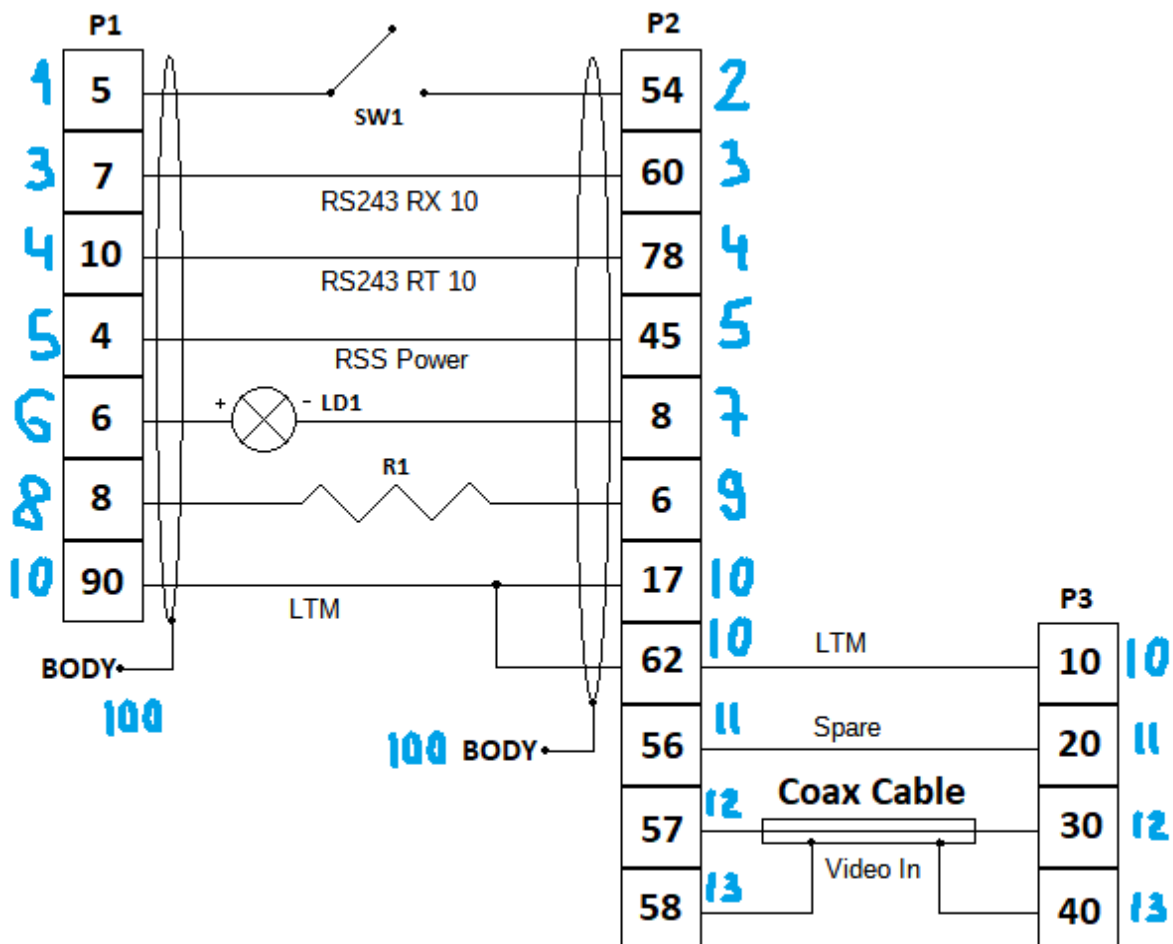 P1 P2
1 5 SW1 54 2
3 7 RS243 RX 10 60 3
4 10 RS243 RT 10 78 4
5 4 RSS Power 45 5
6 6 + - LD1 8 7
8 8 R1 6 9
10 90 LTM 17 10
P3
BODY 62 10 LTM 10 10
100
100 BODY 56 11 Spare 20 11
Coax Cable
57 12 30 12
Video In
58 13 40 13